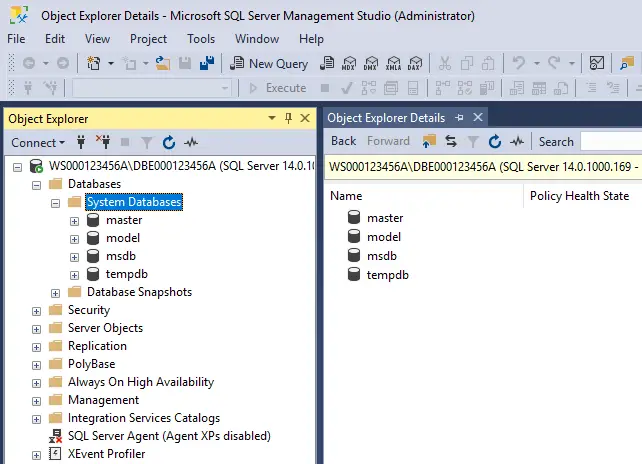 Object Explorer Details - Microsoft SQL Server Management Studio (Administrator)
File Edit View Project Tools Window Help
New Query MDX DMX XMLA DAX
Execute
Object Explorer
Connect
WS000123456A\DBE000123456A (SQL Server 14.0.10
Databases
System Databases
master
model
msdb
tempdb
Database Snapshots
Security
Server Objects
Replication
PolyBase
Always On High Availability
Management
Integration Services Catalogs
SQL Server Agent (Agent XPs disabled)
XEvent Profiler
Object Explorer Details
Back Forward Search
WS000123456A\DBE000123456A (SQL Server 14.0.1000.169 -
Name Policy Health State
master
model
msdb
tempdb